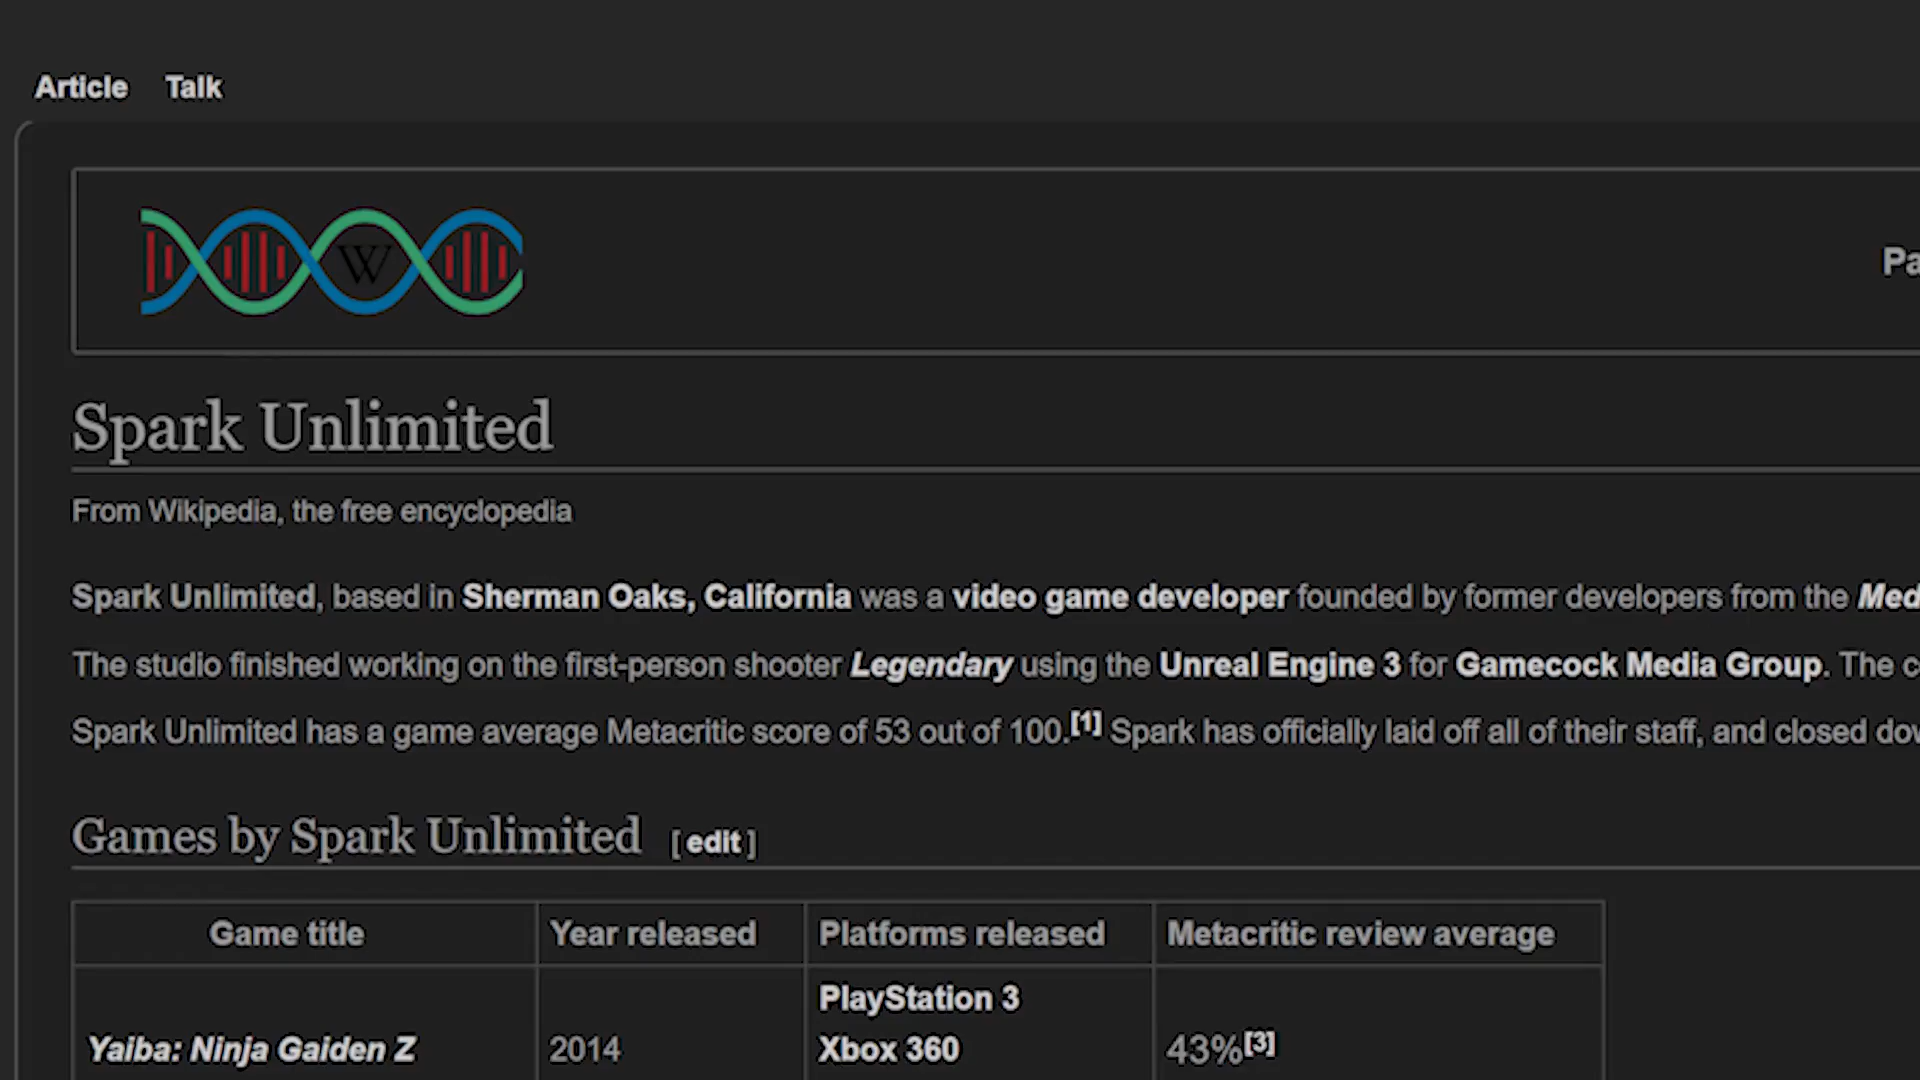 Article Talk
W
Spark Unlimited
From Wikipedia, the free encyclopedia
Spark Unlimited, based in Sherman Oaks, California was a video game developer founded by former developers from the
The studio finished working on the first-person shooter Legendary using the Unreal Engine 3 for Gamecock Media Group. The
Spark Unlimited has a game average Metacritic score of 53 out of 100.[1] Spark has officially laid off all of their staff, and closed
Games by Spark Unlimited [edit]
Game title Year released Platforms released Metacritic review average
PlayStation 3
Yaiba: Ninja Gaiden Z 2014 Xbox 360 43%[3]